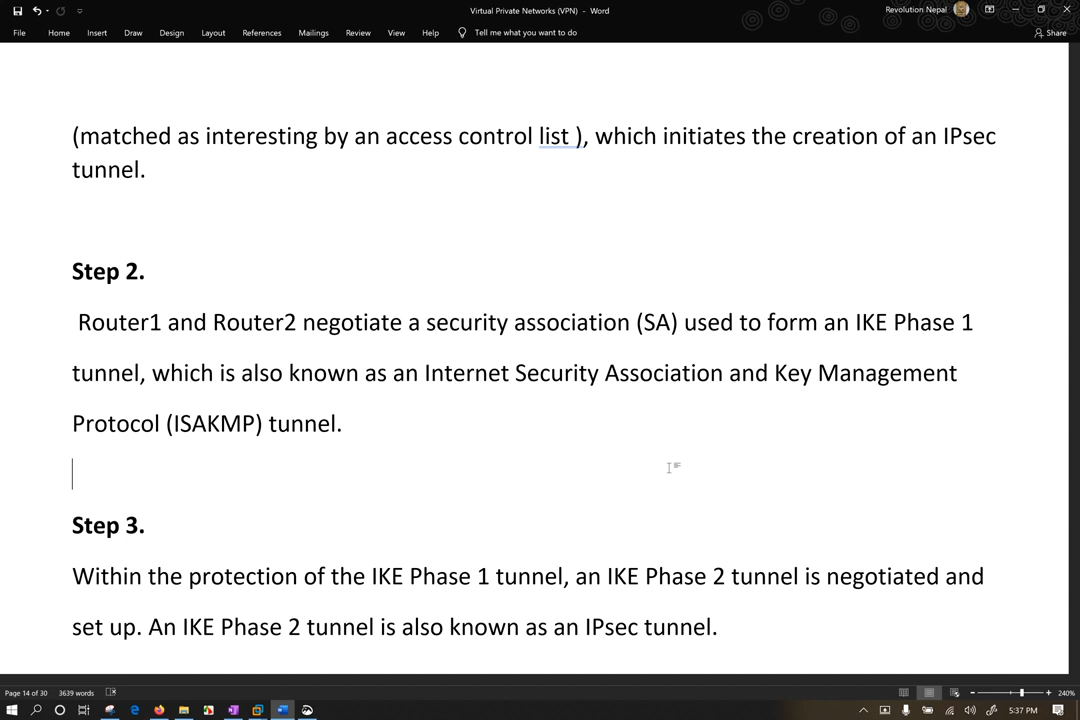 Virtual Private Networks (VPN) - Word
Revolution Nepal
File Home Insert Draw Design Layout References Mailings Review View Help Tell me what you want to do Share
(matched as interesting by an access control list ), which initiates the creation of an IPsec
tunnel.
Step 2.
Router1 and Router2 negotiate a security association (SA) used to form an IKE Phase 1
tunnel, which is also known as an Internet Security Association and Key Management
Protocol (ISAKMP) tunnel.
Step 3.
Within the protection of the IKE Phase 1 tunnel, an IKE Phase 2 tunnel is negotiated and
set up. An IKE Phase 2 tunnel is also known as an IPsec tunnel.
Page 14 of 30 3639 words 240%
5:37 PM